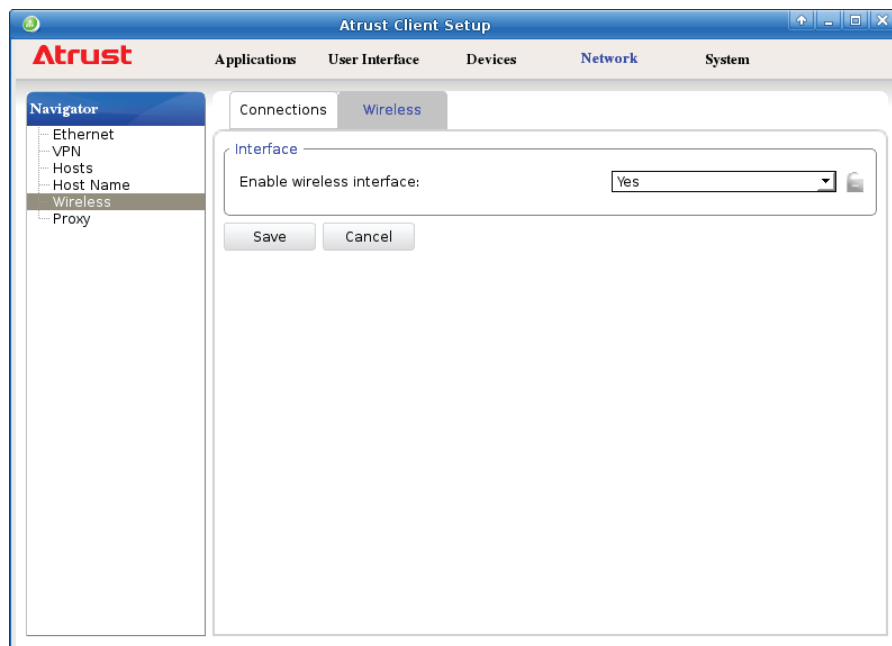 Atrust Client Setup
Atrust
Applications User Interface Devices Network System
Navigator
Ethernet
VPN
Hosts
Host Name
Wireless
Proxy
Connections Wireless
Interface
Enable wireless interface: Yes
Save Cancel